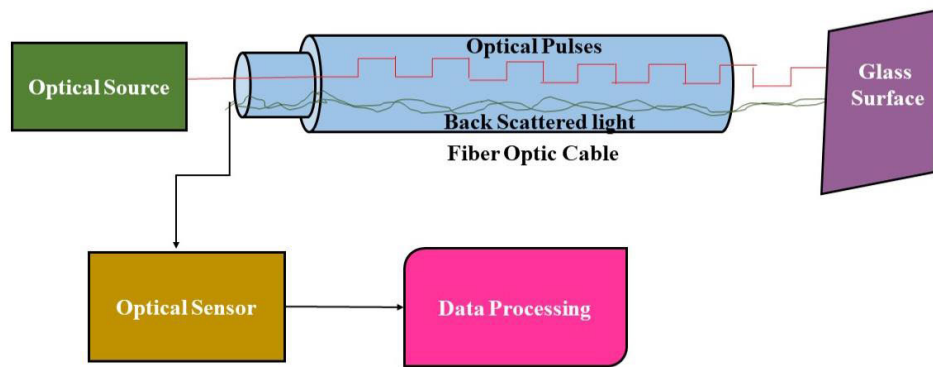 Optical Source
Optical Pulses
Back Scattered light
Fiber Optic Cable
Glass
Surface
Optical Sensor
Data Processing